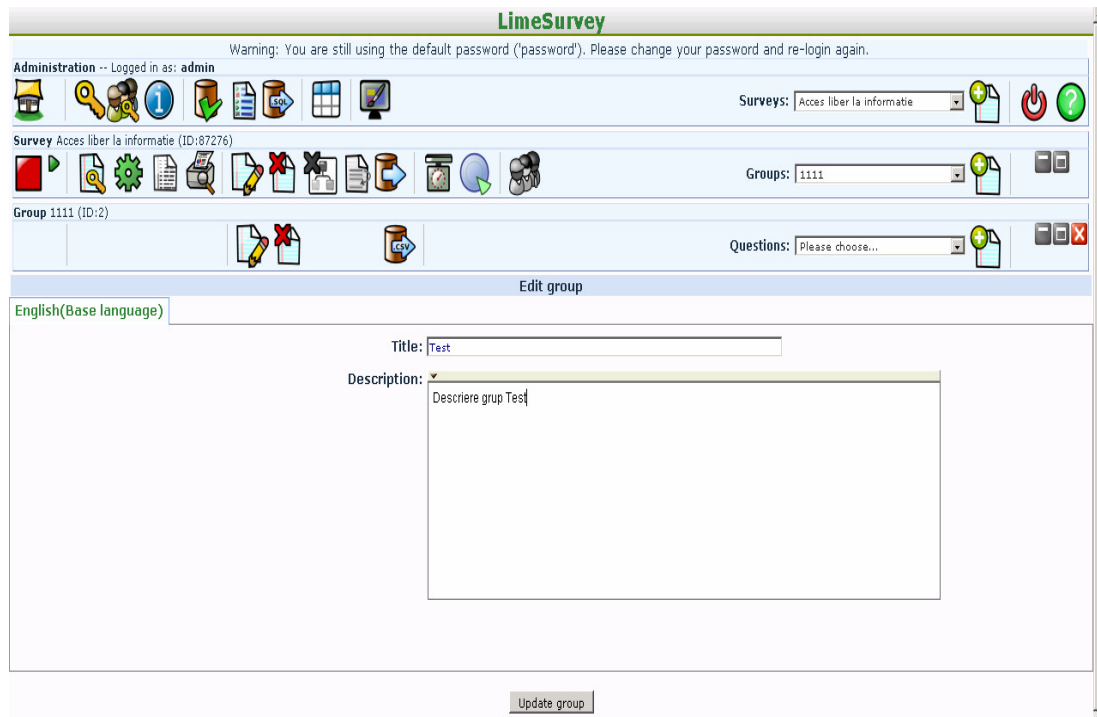 LimeSurvey
Warning: You are still using the default password ('password'). Please change your password and re-login again.
Administration -- Logged in as: admin
.SQL
Surveys: Acces liber la informatie
Survey Acces liber la informatie (ID:87276)
Groups: 1111
Group 1111 (ID:2)
.CSV
Questions: Please choose...
Edit group
English(Base language)
Title: Test
Description:
Descriere grup Test
Update group